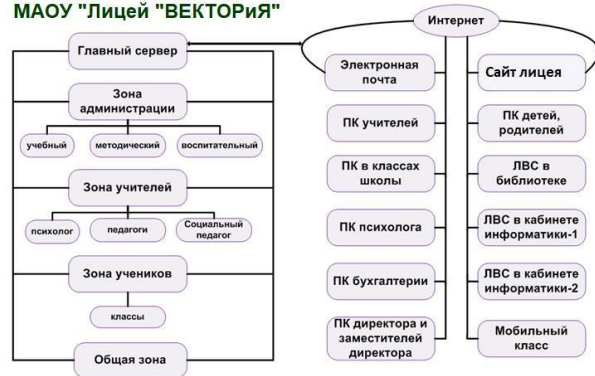 МАОУ "Лицей "ВЕКТОРиЯ"
Главный сервер
Зона
администрации
учебный
методический
воспитательный
Зона учителей
психолог
педагоги
Социальный
педагог
Зона учеников
классы
Общая зона
Интернет
Электронная
почта
Сайт лицея
ПК учителей
ПК детей,
родителей
ПК в классах
школы
ЛВС в
библиотеке
ПК психолога
ЛВС в кабинете
информатики-1
ПК бухгалтерии
ЛВС в кабинете
информатики-2
ПК директора и
заместителей
директора
Мобильный
класс